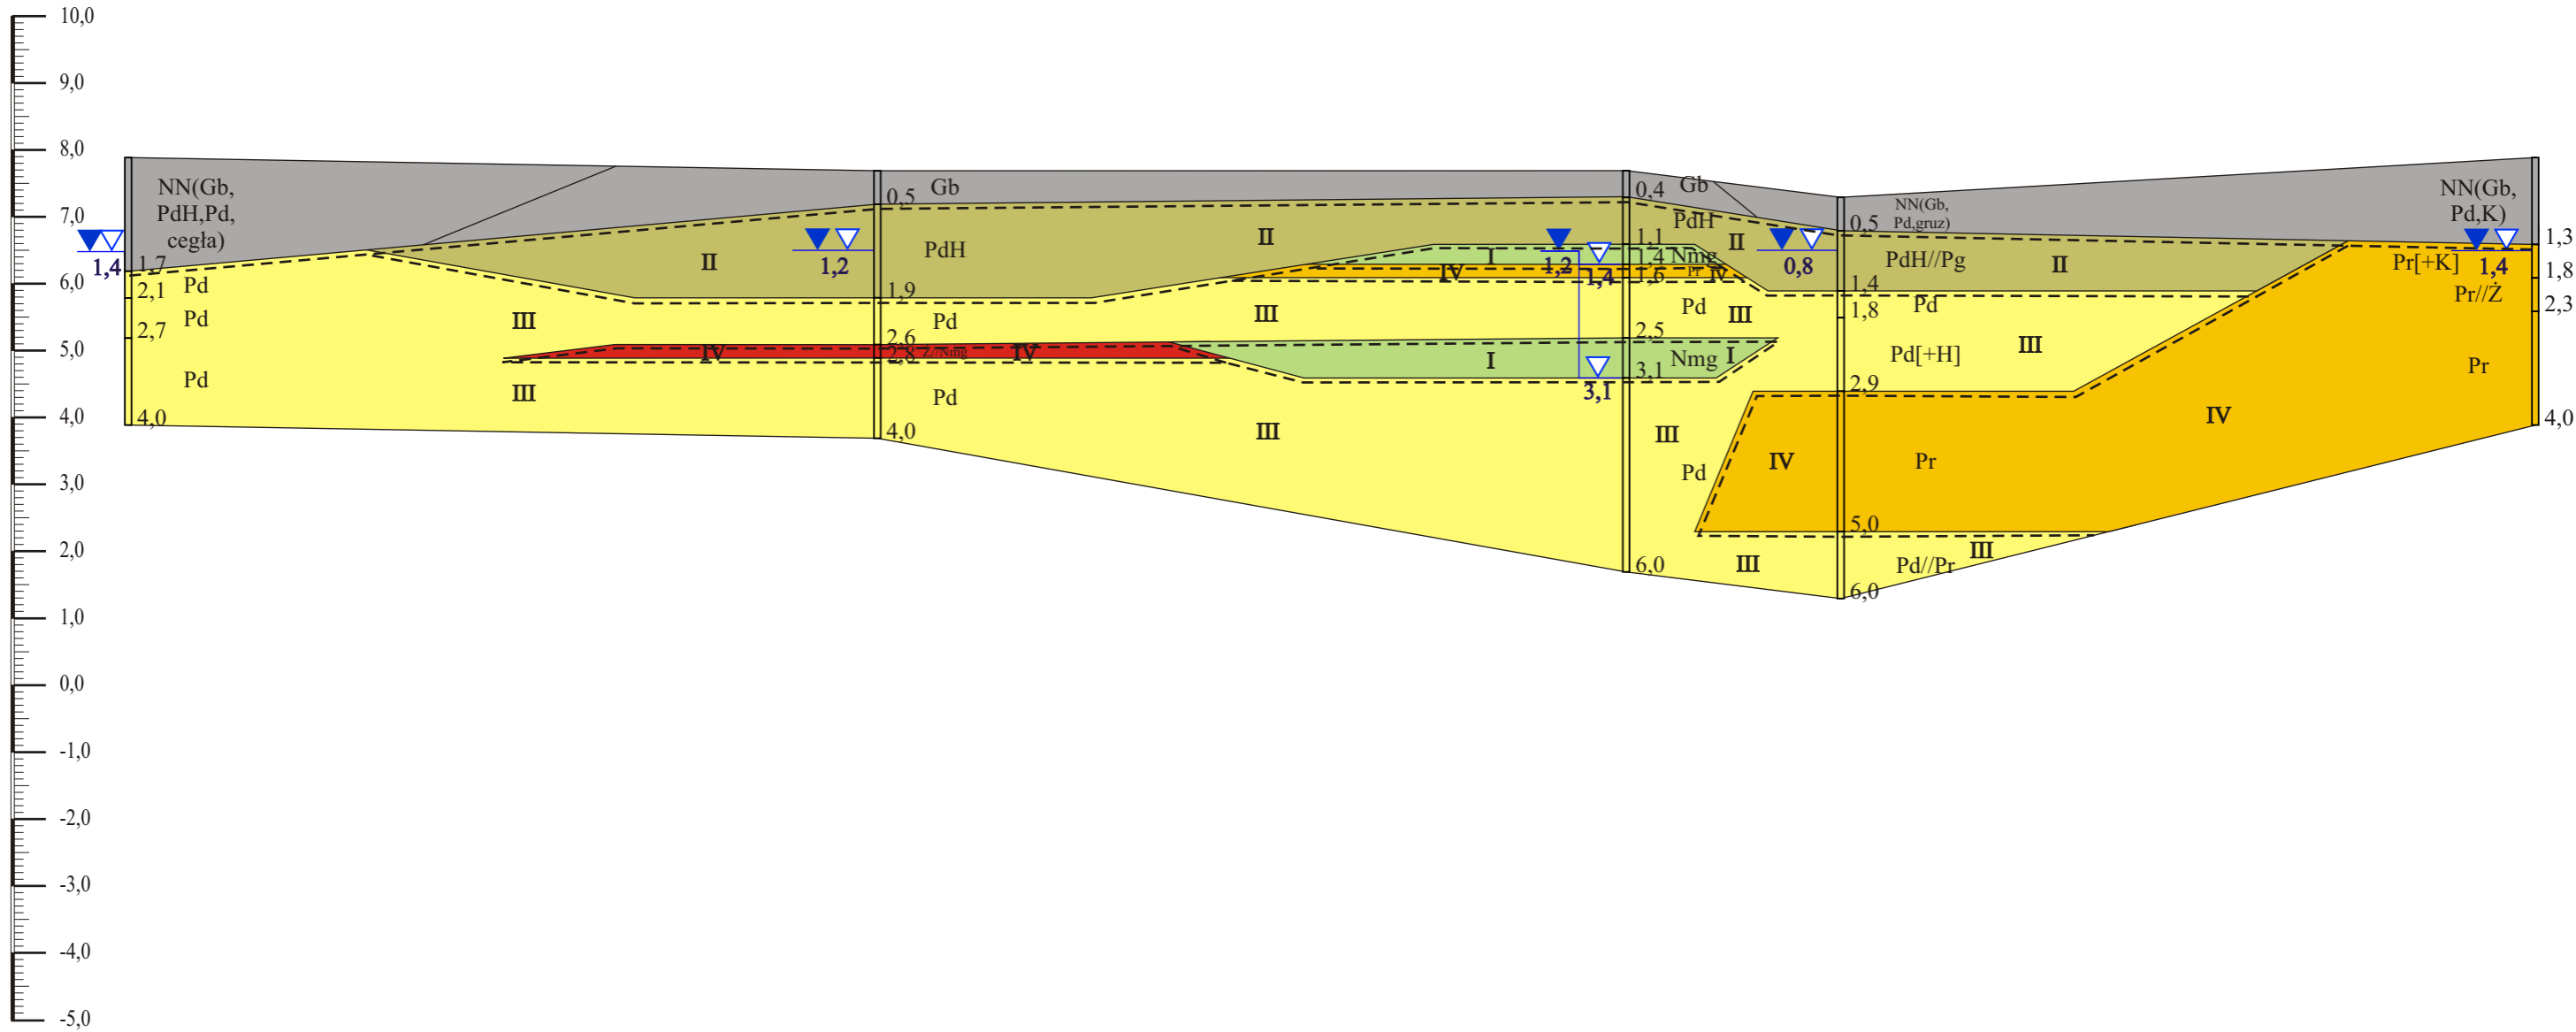 10,0
9,0
8,0
7,0
6,0
5,0
4,0
3,0
2,0
1,0
0,0
-1,0
-2,0
-3,0
-4,0
-5,0
NN(Gb,
PdH,Pd,
cegła)
1,4
1,7
Pd
2,1
Pd
2,7
Pd
4,0
II
III
IV
III
1,2
0,5
Gb
PdH
1,9
Pd
2,6
Ż//Nmg
2,8
IV
Pd
4,0
II
I
IV
III
I
III
1,2
1,4
3,1
0,4
Gb
PdH
II
1,1
Nmg
1,4
Pr
IV
1,6
Pd
III
2,5
Nmg
I
3,1
III
Pd
IV
III
6,0
0,8
NN(Gb,
Pd,gruz)
0,5
PdH//Pg
II
1,4
Pd
1,8
Pd[+H]
III
2,9
Pr
IV
5,0
III
Pd//Pr
6,0
NN(Gb,
Pd,K)
1,3
Pr[+K]
1,4
1,8
Pr//Ż
2,3
Pr
4,0